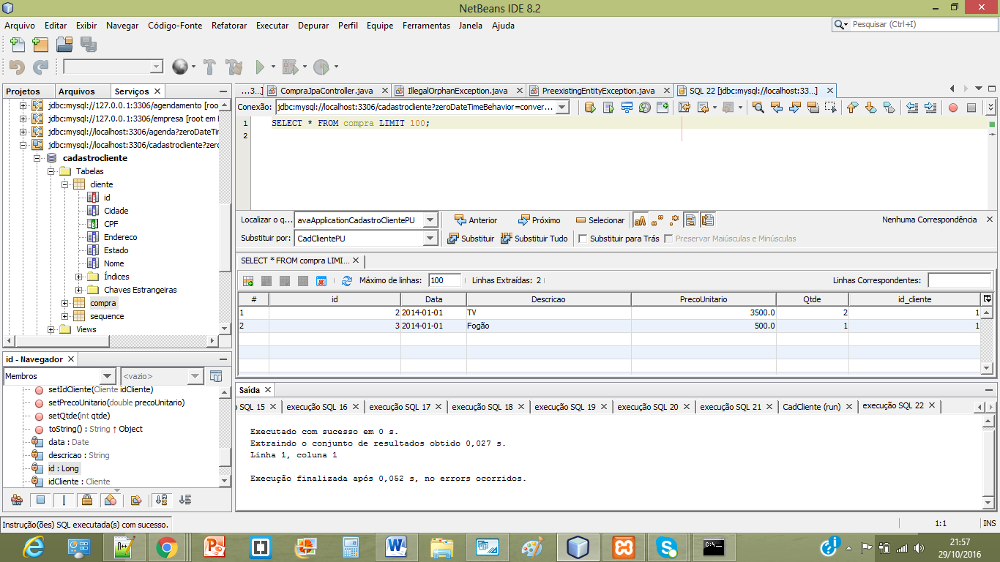 NetBeans IDE 8.2
Arquivo Editar Exibir Navegar Código-Fonte Refatorar Executar Depurar Perfil Equipe Ferramentas Janela Ajuda
Pesquisar (Ctrl+I)
Projetos Arquivos Serviços
...3...] CompraJpaController.java IllegalOrphanException.java PreexistingEntityException.java SQL 22 [jdbc:mysql://localhost:33...]
jdbc:mysql://127.0.0.1:3306/agendamento [roo
jdbc:mysql://127.0.0.1:3306/empresa [root em
jdbc:mysql://localhost:3306/agenda?zeroDateTi
jdbc:mysql://localhost:3306/cadastrocliente?zer
cadastrocliente
Tabelas
cliente
id
Cidade
CPF
Endereco
Estado
Nome
Índices
Chaves Estrangeiras
compra
sequence
Views
Conexão: jdbc:mysql://localhost:3306/cadastrocliente?zeroDateTimeBehavior=conver...
1 SELECT * FROM compra LIMIT 100;
2
Localizar o q... avaApplicationCadastroClientePU Anterior Próximo Selecionar Nenhuma Correspondência
Substituir por: CadClientePU Substituir Substituir Tudo Substituir para Trás Preservar Maiúsculas e Minúsculas
SELECT * FROM compra LIMI...
Máximo de linhas: 100 Linhas Extraídas: 2 Linhas Correspondentes:
# id Data Descricao PrecoUnitario Qtde id_cliente
1 2 2014-01-01 TV 3500.0 2 1
2 3 2014-01-01 Fogão 500.0 1 1
id - Navegador
Membros <vazio>
setIdCliente(Cliente idCliente)
setPrecoUnitario(double precoUnitario)
setQtde(int qtde)
toString() : String ↑ Object
data : Date
descricao : String
id : Long
idCliente : Cliente
Saída
o SQL 15 execução SQL 16 execução SQL 17 execução SQL 18 execução SQL 19 execução SQL 20 execução SQL 21 CadCliente (run) execução SQL 22
Executado com sucesso em 0 s.
Extraindo o conjunto de resultados obtido 0,027 s.
Linha 1, coluna 1
Execução finalizada após 0,052 s, no errors ocorridos.
Instrução(ões) SQL executada(s) com sucesso.
1:1 INS
21:57
29/10/2016